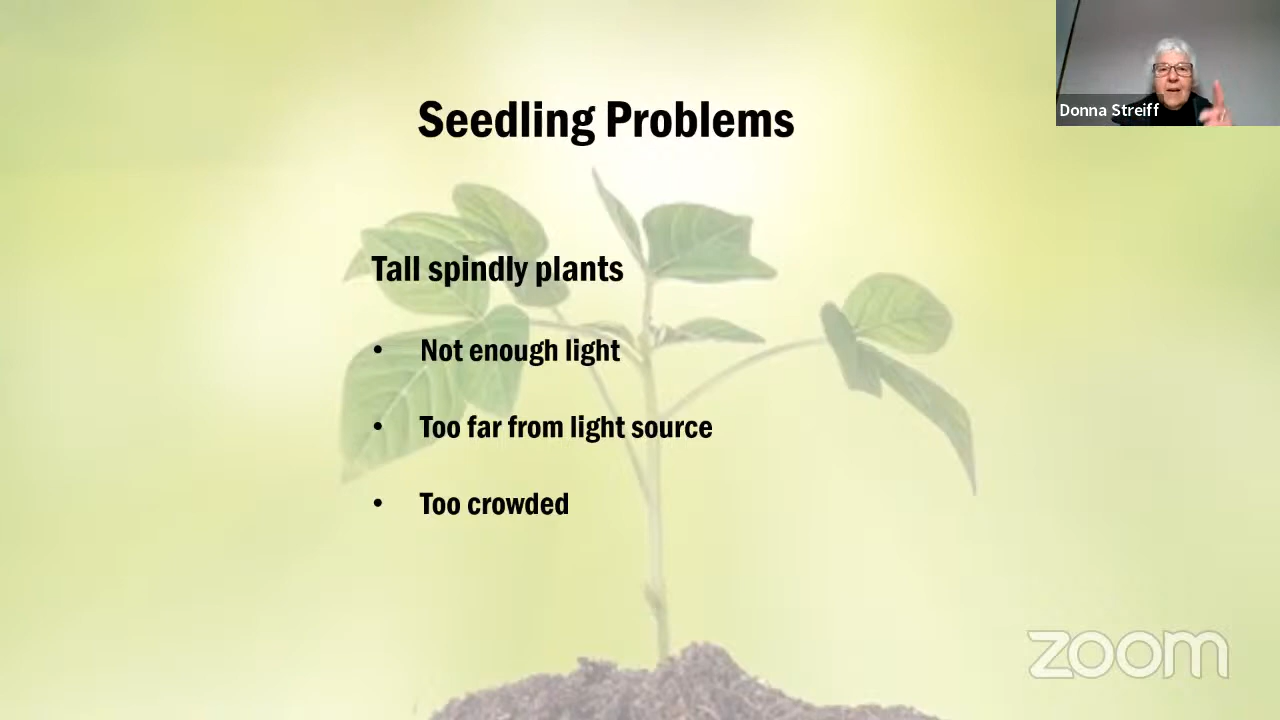 Seedling Problems
Donna Streiff
Tall spindly plants
• Not enough light
• Too far from light source
• Too crowded
zoom